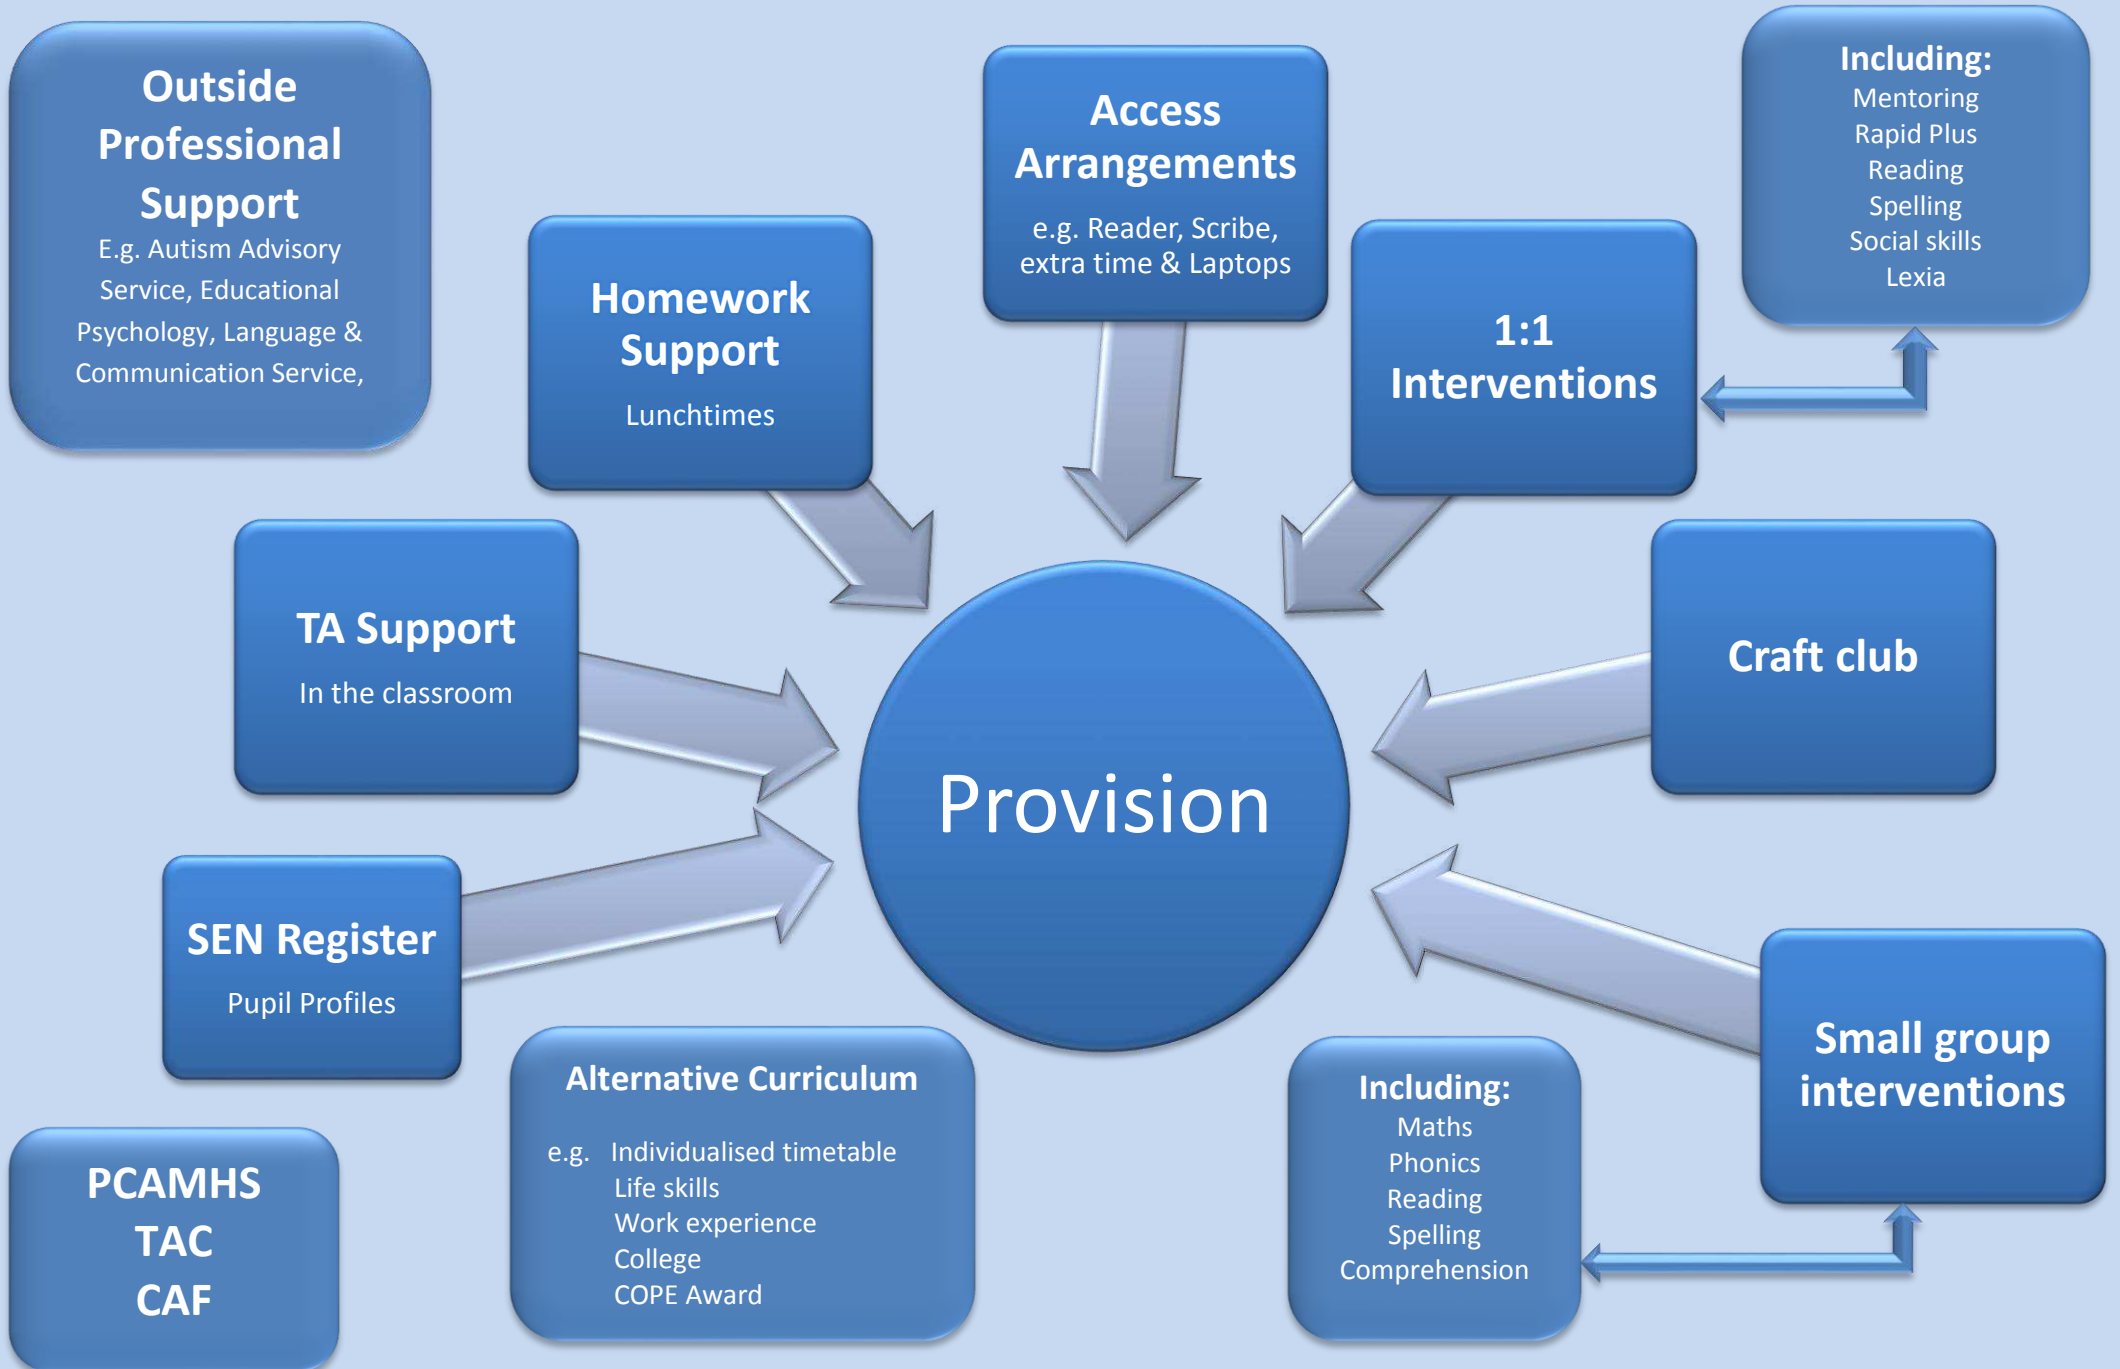 Outside
Professional
Support
E.g. Autism Advisory
Service, Educational
Psychology, Language &
Communication Service,
Homework
Support
Lunchtimes
Access
Arrangements
e.g. Reader, Scribe,
extra time & Laptops
1:1
Interventions
Including:
Mentoring
Rapid Plus
Reading
Spelling
Social skills
Lexia
TA Support
In the classroom
Craft club
Provision
SEN Register
Pupil Profiles
Small group
interventions
Alternative Curriculum
e.g. Individualised timetable
Life skills
Work experience
College
COPE Award
Including:
Maths
Phonics
Reading
Spelling
Comprehension
PCAMHS
TAC
CAF